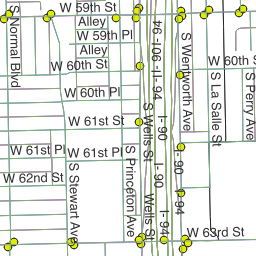 W 59th St
Alley
W 59th Pl
Alley
W 60th St
W 60th S
W 60th Pl
W 61st St
W 61st Pl
W 61st Pl
W 62nd St
W 63rd St
S Normal Blvd
S Stewart Ave
S Princeton Ave
S Wells St
Wells St
I- 90
I- 90
I- 94
- 90
I- 94
S Wentworth Ave
S La Salle St
S Perry Ave